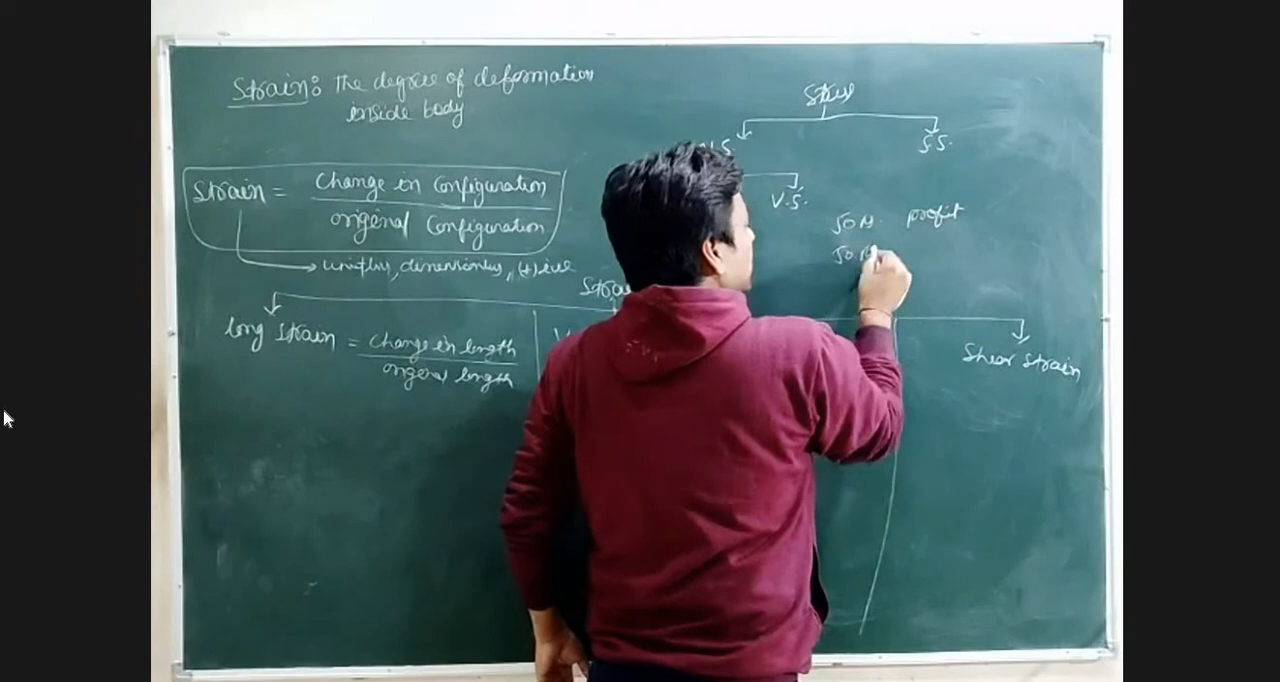 Strain: The degree of deformation
inside body
Strain = Change in Configuration
original Configuration
unitless, dimensionless, (+)ive
long strain = Change in length
original length
Stress
S.S.
V.S.
profit
Shear Strain